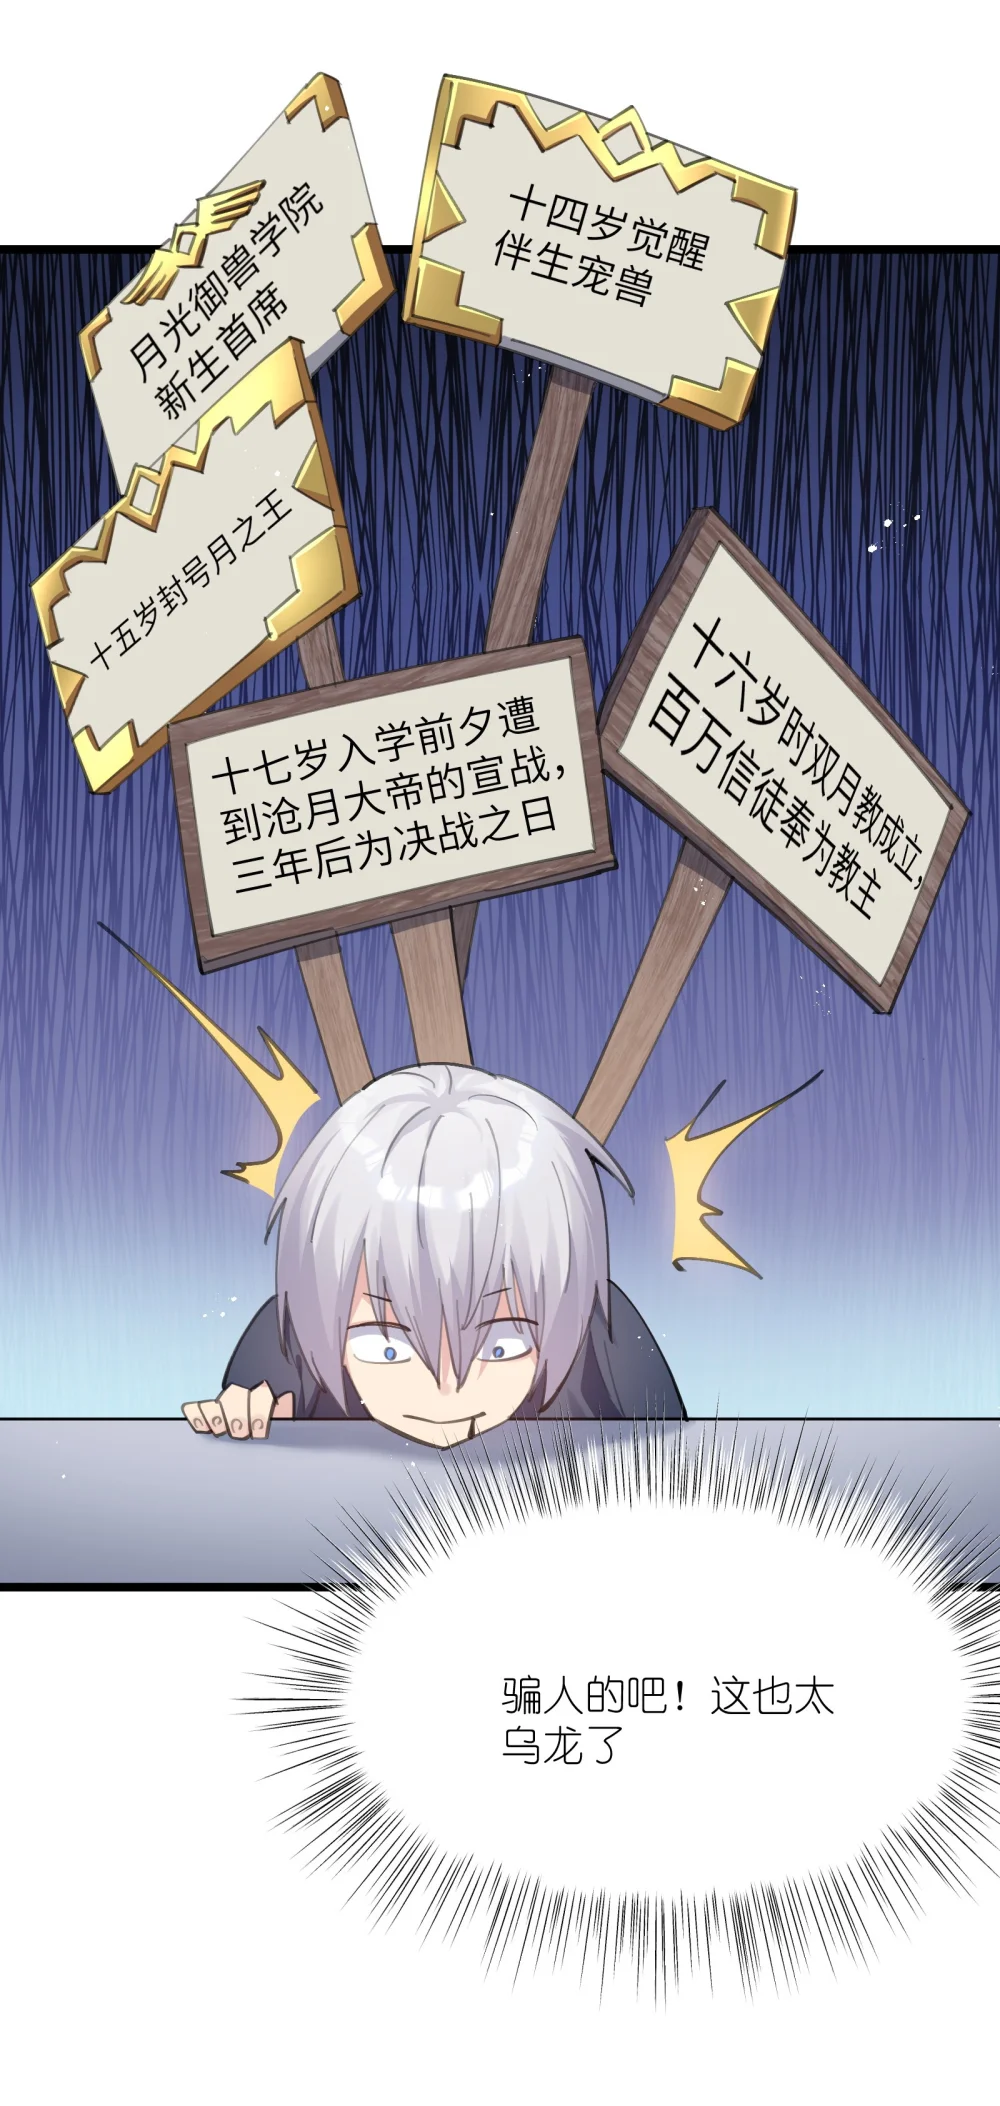 十四岁觉醒
伴生宠兽
月光御兽学院
新生首席
十五岁封号月之王
十六岁时双月教成立，
百万信徒奉为教主
十七岁入学前夕遭
到沧月大帝的宣战，
三年后为决战之日
骗人的吧！这也太
乌龙了